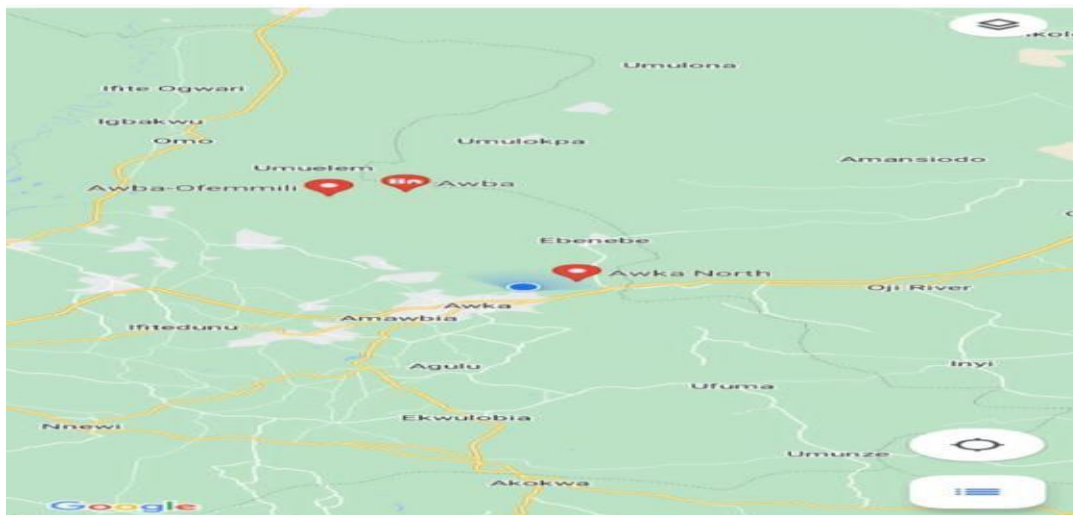 Umulona
Ifite Ogwari
Igbakwu
Omo
Umulokpa
Amansiodo
Umuelem
Awba-Ofemmili
Awba
Ebenebe
Awka North
Oji River
Awka
Amawbia
Ifitedunu
Agulu
Inyi
Ufuma
Ekwulobia
Nnewi
Umunze
Akokwa
Google